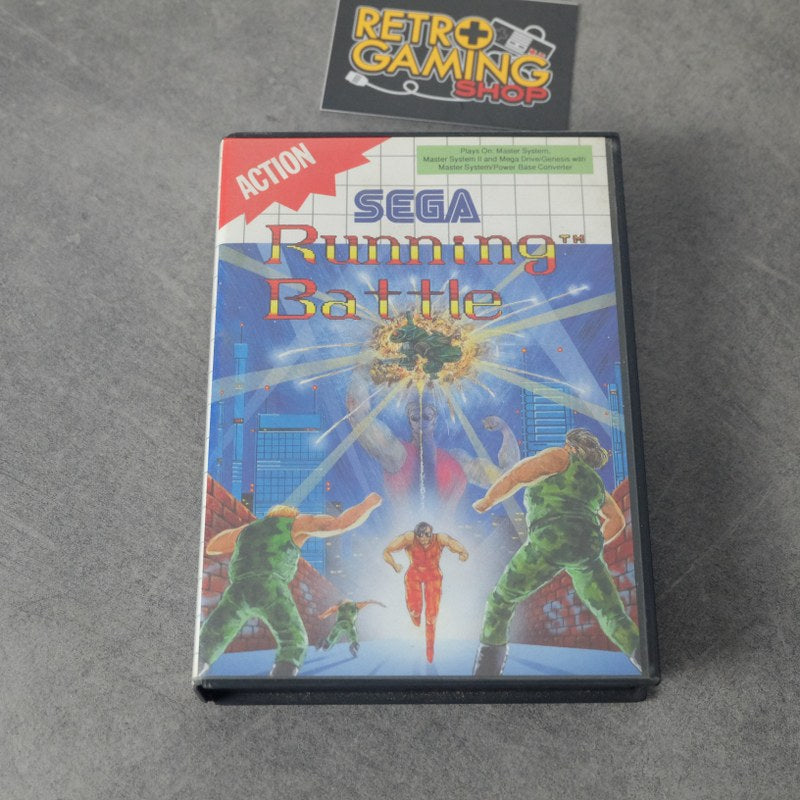 RETRO
GAMING
SHOP
ACTION
Plays On: Master System,
Master System II and Mega Drive/Genesis with
Master System/Power Base Converter
SEGA
Running™
Battle